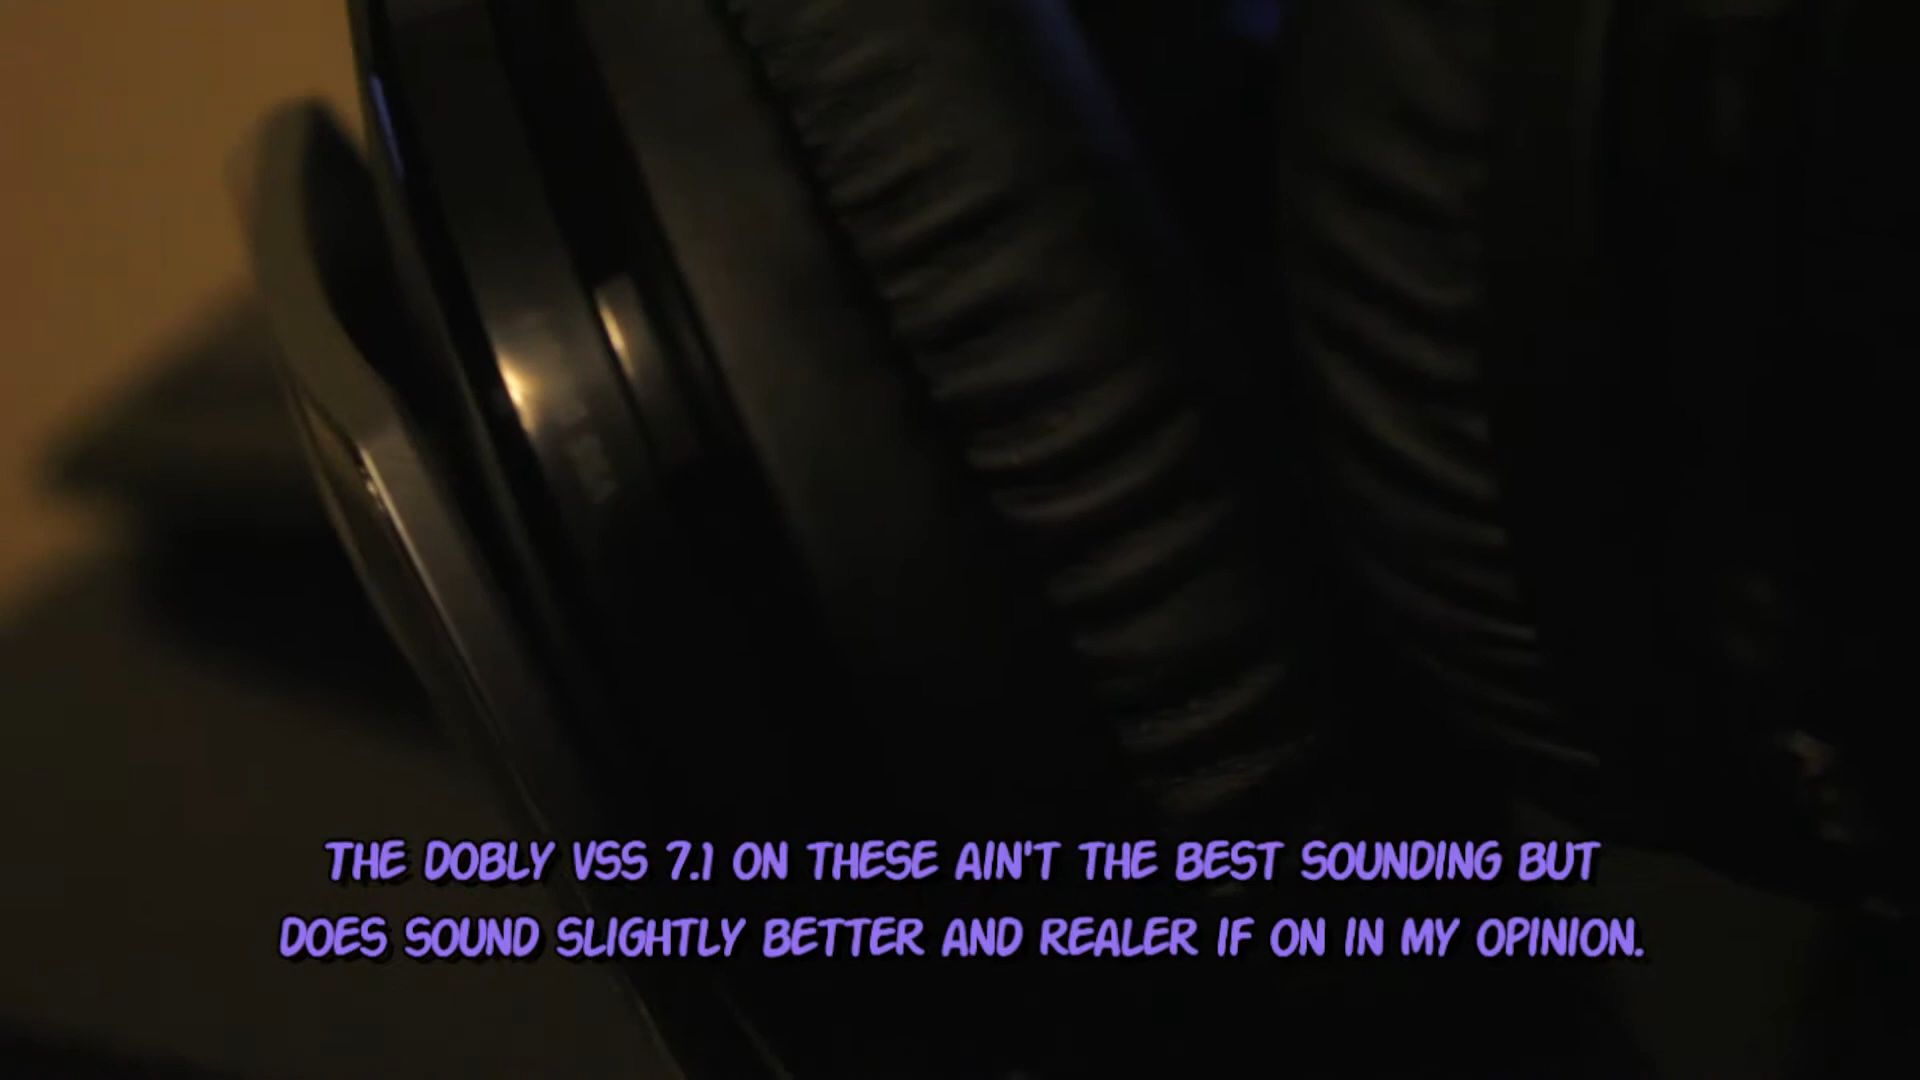 THE DOBLY VSS 7.1 ON THESE AIN'T THE BEST SOUNDING BUT
DOES SOUND SLIGHTLY BETTER AND REALER IF ON IN MY OPINION.